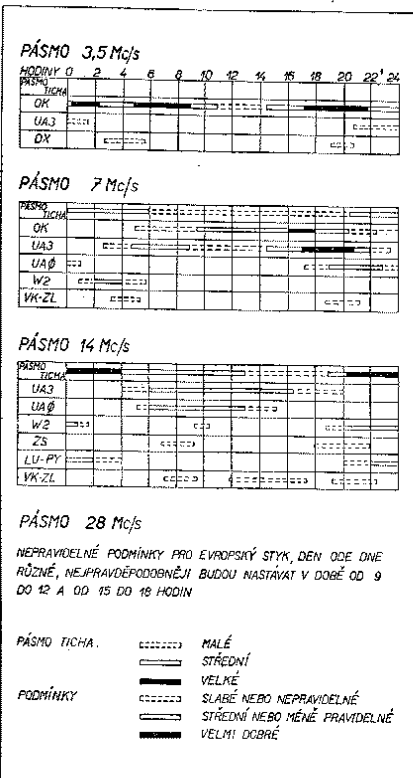 PÁSMO 3,5 Mc/s
HODINY 0 2 4 6 8 10 12 14 16 18 20 22 24
PÁSMO TICHA
OK
UA3
DX
PÁSMO 7 Mc/s
PÁSMO TICHA
OK
UA3
UAØ
W2
VK-ZL
PÁSMO 14 Mc/s
PÁSMO TICHA
UA3
UAØ
W2
ZS
LU-PY
VK-ZL
PÁSMO 28 Mc/s
NEPRAVIDELNÉ PODMÍNKY PRO EVROPSKÝ STYK, DEN ODE DNE
RŮZNÉ, NEJPRAVDĚPODOBNĚJI BUDOU NASTÁVAT V DOBĚ OD 9
DO 12 A OD 15 DO 18 HODIN
PÁSMO TICHA. MALÉ
STŘEDNÍ
VELKÉ
PODMÍNKY SLABÉ NEBO NEPRAVIDELNÉ
STŘEDNÍ NEBO MÉNĚ PRAVIDELNÉ
VELMI DOBRÉ